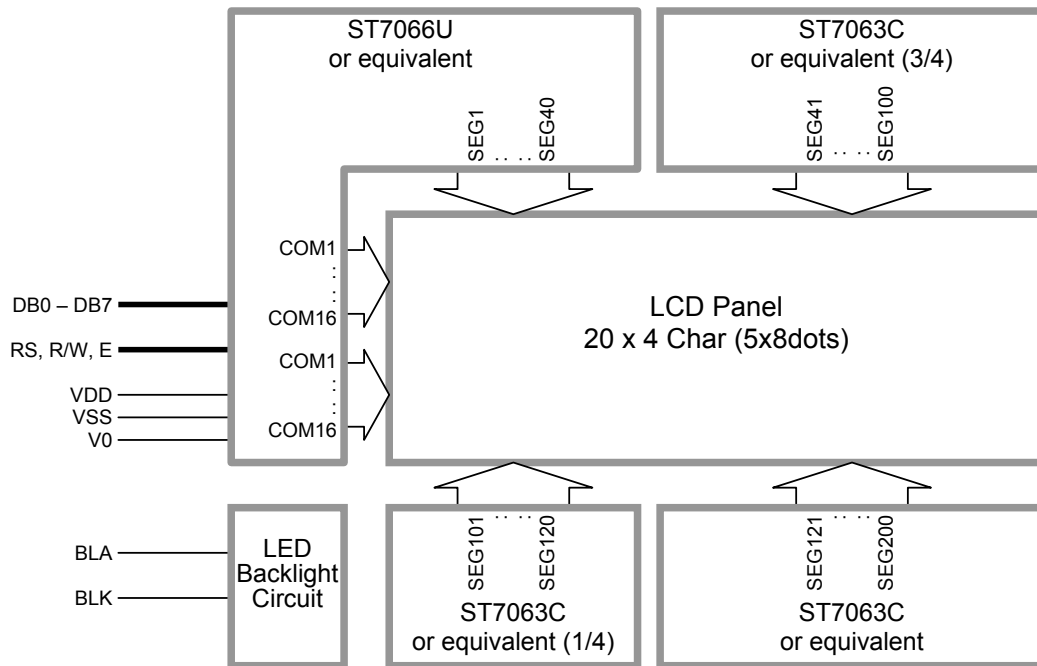 ST7066U
or equivalent
SEG1
.. ..
SEG40
ST7063C
or equivalent (3/4)
SEG41
.. ..
SEG100
COM1
.....
COM16
COM1
.....
COM16
DB0 – DB7
RS, R/W, E
VDD
VSS
V0
LCD Panel
20 x 4 Char (5x8dots)
BLA
BLK
LED
Backlight
Circuit
SEG101
.. ..
SEG120
ST7063C
or equivalent (1/4)
SEG121
.. ..
SEG200
ST7063C
or equivalent